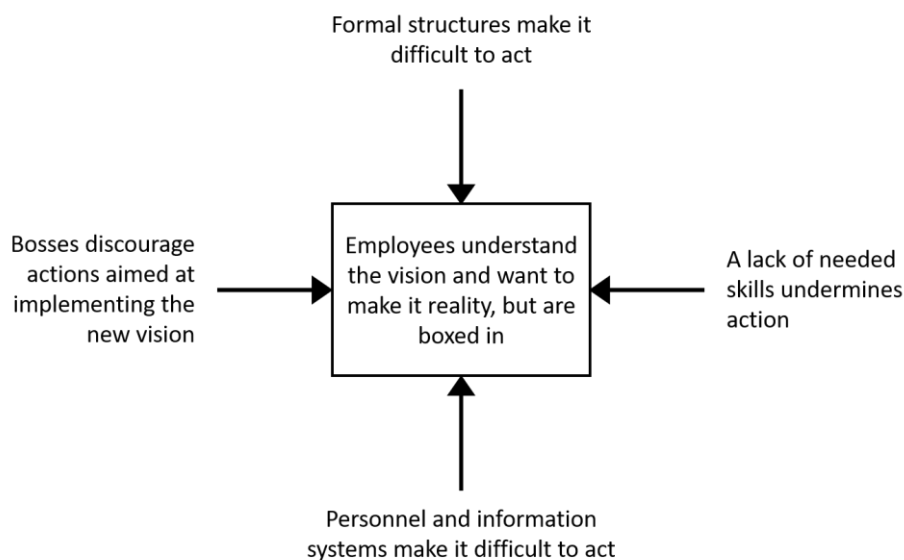 Formal structures make it
difficult to act
Bosses discourage
actions aimed at
implementing the
new vision
Employees understand
the vision and want to
make it reality, but are
boxed in
A lack of needed
skills undermines
action
Personnel and information
systems make it difficult to act